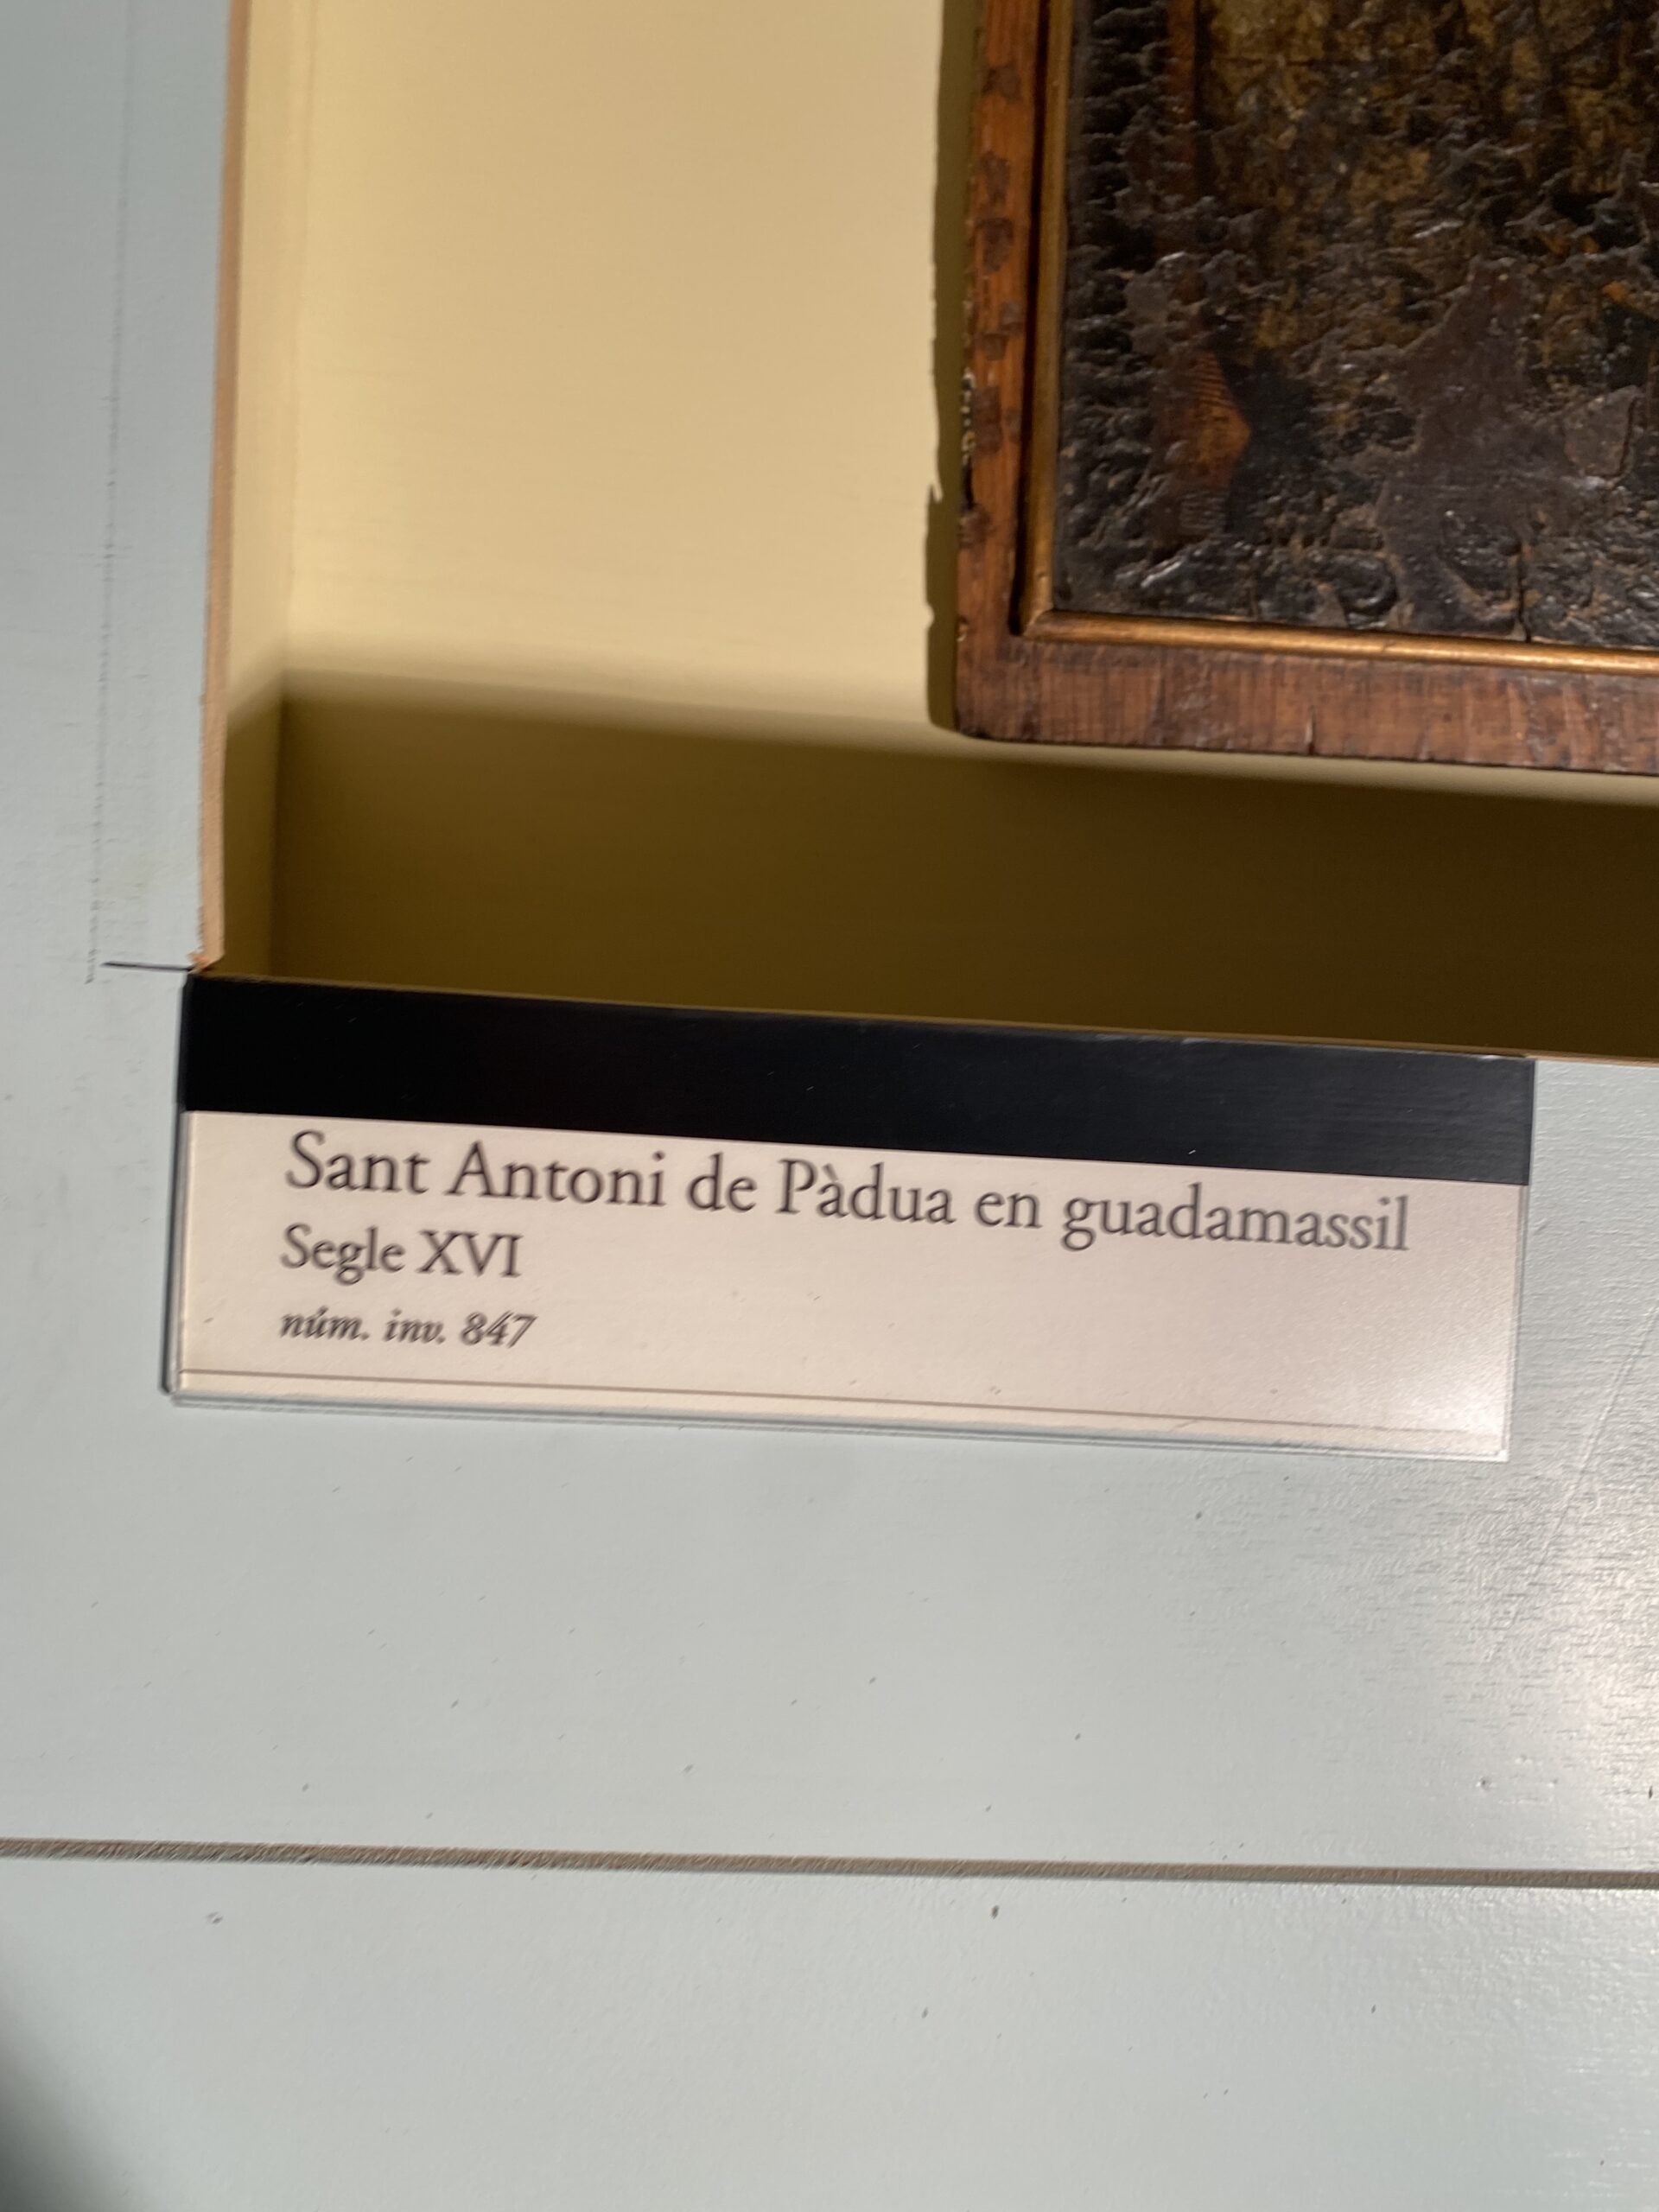 Sant Antoni de Pàdua en guadamassil
Segle XVI
núm. inv. 847